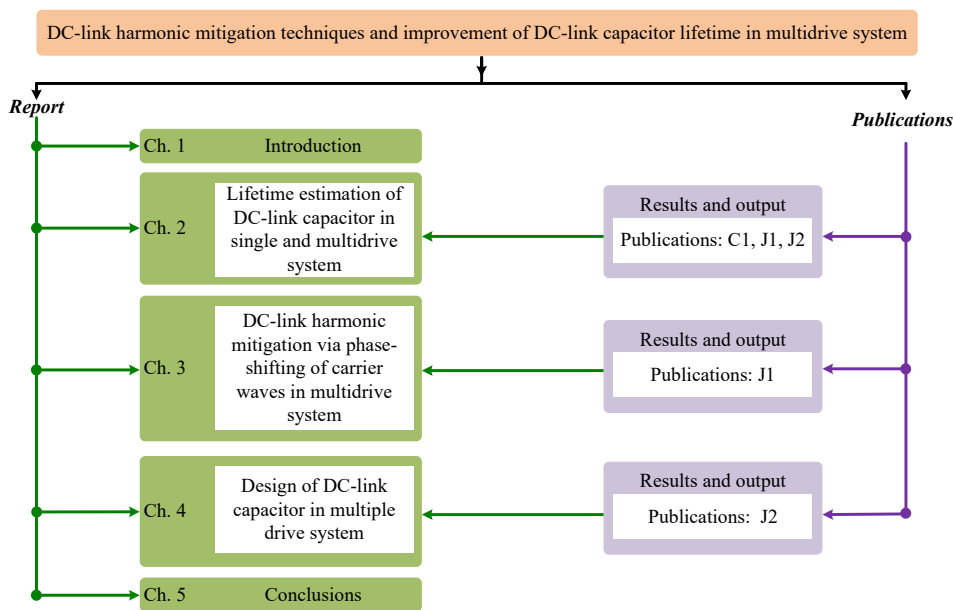 DC-link harmonic mitigation techniques and improvement of DC-link capacitor lifetime in multidrive system
Report
Publications
Ch. 1
Introduction
Ch. 2
Lifetime estimation of
DC-link capacitor in
single and multidrive
system
Results and output
Publications: C1, J1, J2
Ch. 3
DC-link harmonic
mitigation via phase-
shifting of carrier
waves in multidrive
system
Results and output
Publications: J1
Ch. 4
Design of DC-link
capacitor in multiple
drive system
Results and output
Publications: J2
Ch. 5
Conclusions